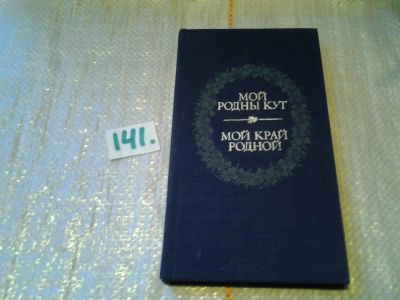 МОЙ
РОДНЫ КУТ
МОЙ КРАЙ
РОДНОЙ
141.